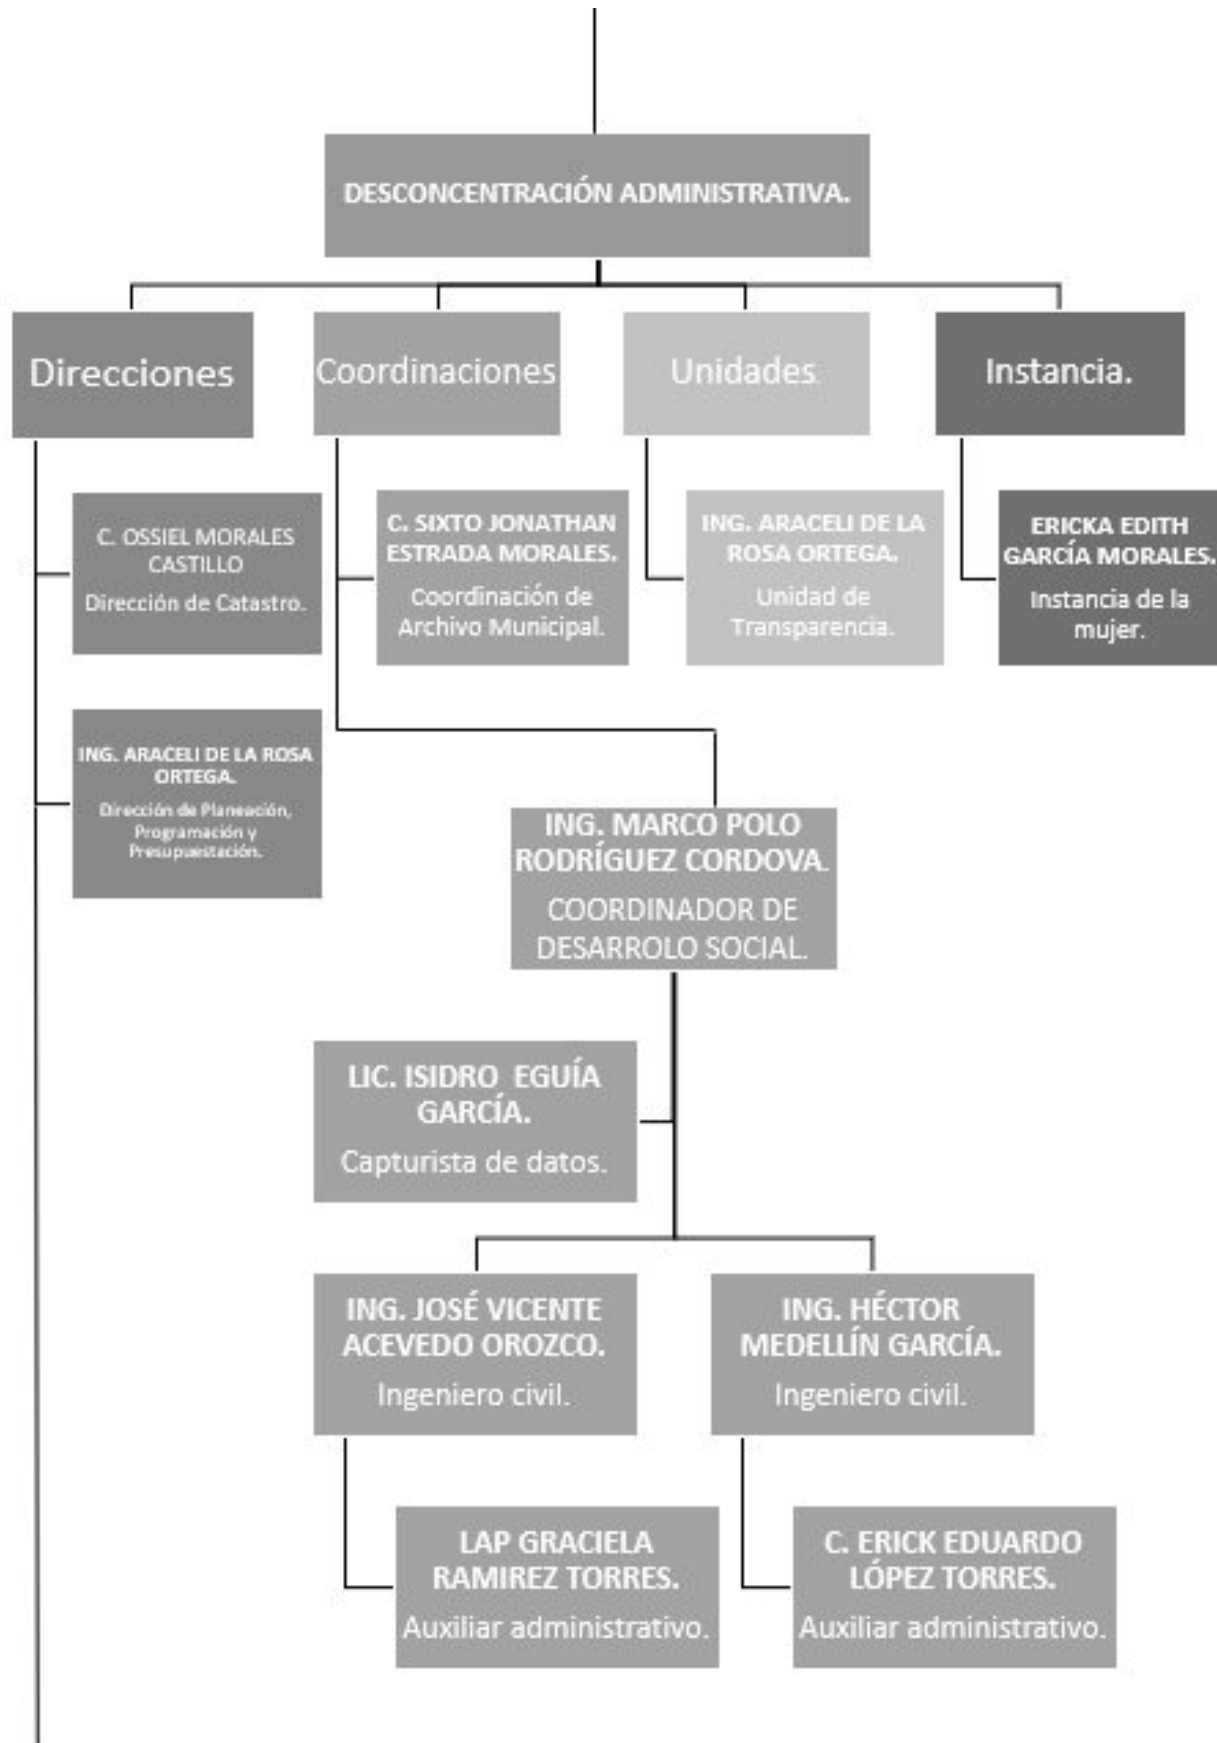 DESCONCENTRACIÓN ADMINISTRATIVA.
Direcciones
Coordinaciones
Unidades
Instancia.
C. OSSIEL MORALES
CASTILLO
Dirección de Catastro.
C. SIXTO JONATHAN
ESTRADA MORALES.
Coordinación de
Archivo Municipal.
ING. ARACELI DE LA
ROSA ORTEGA.
Unidad de
Transparencia.
ERICKA EDITH
GARCÍA MORALES.
Instancia de la
mujer.
ING. ARACELI DE LA ROSA
ORTEGA.
Dirección de Planeación,
Programación y
Presupuestación.
ING. MARCO POLO
RODRÍGUEZ CORDOVA.
COORDINADOR DE
DESARROLO SOCIAL.
LIC. ISIDRO EGUÍA
GARCÍA.
Capturista de datos.
ING. JOSÉ VICENTE
ACEVEDO OROZCO.
Ingeniero civil.
ING. HÉCTOR
MEDELLÍN GARCÍA.
Ingeniero civil.
LAP GRACIELA
RAMIREZ TORRES.
Auxiliar administrativo.
C. ERICK EDUARDO
LÓPEZ TORRES.
Auxiliar administrativo.